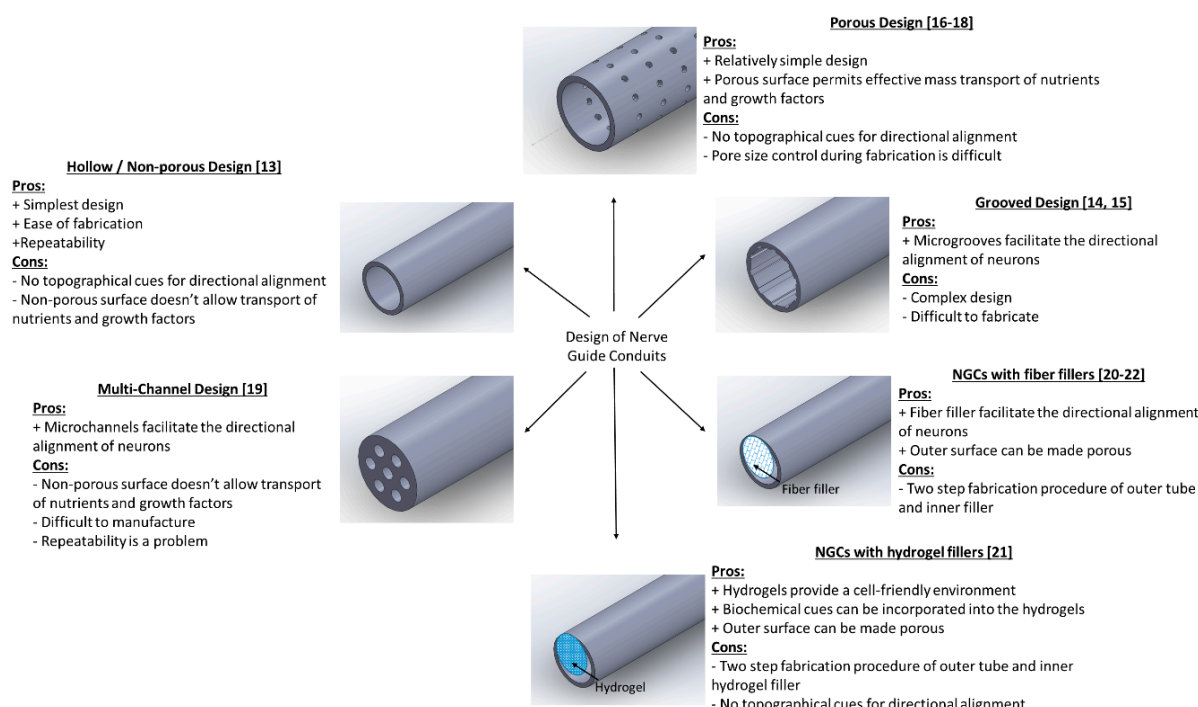 Porous Design [16-18]
Pros:
+ Relatively simple design
+ Porous surface permits effective mass transport of nutrients
and growth factors
Cons:
- No topographical cues for directional alignment
- Pore size control during fabrication is difficult
Hollow / Non-porous Design [13]
Pros:
+ Simplest design
+ Ease of fabrication
+Repeatability
Cons:
- No topographical cues for directional alignment
- Non-porous surface doesn't allow transport of
nutrients and growth factors
Grooved Design [14, 15]
Pros:
+ Microgrooves facilitate the directional
alignment of neurons
Cons:
- Complex design
- Difficult to fabricate
Design of Nerve
Guide Conduits
Multi-Channel Design [19]
Pros:
+ Microchannels facilitate the directional
alignment of neurons
Cons:
- Non-porous surface doesn't allow transport
of nutrients and growth factors
- Difficult to manufacture
- Repeatability is a problem
NGCs with fiber fillers [20-22]
Pros:
+ Fiber filler facilitate the directional alignment
of neurons
+ Outer surface can be made porous
Cons:
- Two step fabrication procedure of outer tube
and inner filler
Fiber filler
NGCs with hydrogel fillers [21]
Pros:
+ Hydrogels provide a cell-friendly environment
+ Biochemical cues can be incorporated into the hydrogels
+ Outer surface can be made porous
Cons:
- Two step fabrication procedure of outer tube and inner
hydrogel filler
- No topographical cues for directional alignment
Hydrogel